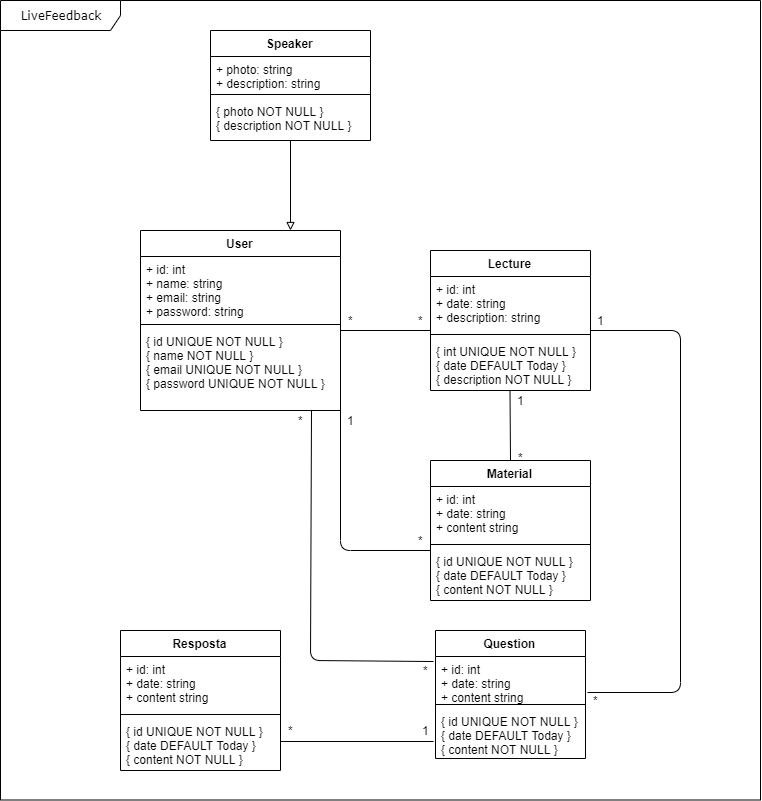 LiveFeedback
Speaker
+ photo: string
+ description: string
{ photo NOT NULL }
{ description NOT NULL }
User
+ id: int
+ name: string
+ email: string
+ password: string
{ id UNIQUE NOT NULL }
{ name NOT NULL }
{ email UNIQUE NOT NULL }
{ password UNIQUE NOT NULL }
Lecture
+ id: int
+ date: string
+ description: string
{ int UNIQUE NOT NULL }
{ date DEFAULT Today }
{ description NOT NULL }
* *
1
1
*
* 1
*
Material
+ id: int
+ date: string
+ content string
{ id UNIQUE NOT NULL }
{ date DEFAULT Today }
{ content NOT NULL }
Resposta
+ id: int
+ date: string
+ content string
{ id UNIQUE NOT NULL }
{ date DEFAULT Today }
{ content NOT NULL }
Question
+ id: int
+ date: string
+ content string
{ id UNIQUE NOT NULL }
{ date DEFAULT Today }
{ content NOT NULL }
*
*
* 1